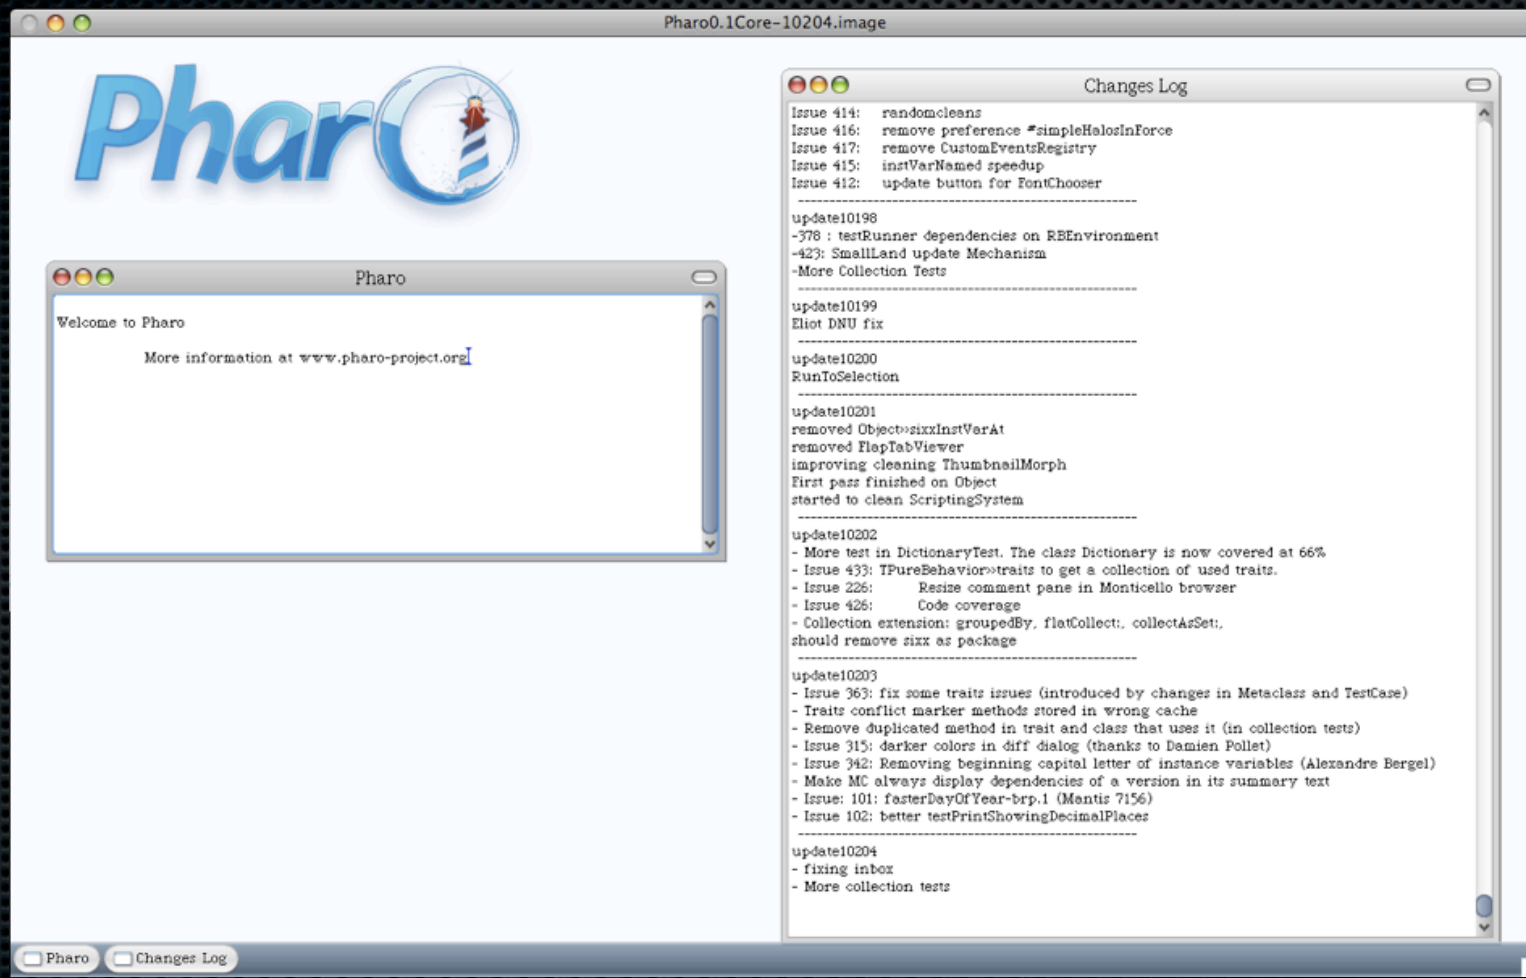 Pharo0.1Core-10204.image
Pharo
Pharo
Welcome to Pharo
More information at www.pharo-project.org
Changes Log
Issue 414: randomcleans
Issue 416: remove preference #simpleHalosInForce
Issue 417: remove CustomEventsRegistry
Issue 415: instVarNamed speedup
Issue 412: update button for FontChooser
----------------------------------------------------
update10198
-378 : testRunner dependencies on RBEnvironment
-423: SmallLand update Mechanism
-More Collection Tests
----------------------------------------------------
update10199
Eliot DNU fix
----------------------------------------------------
update10200
RunToSelection
----------------------------------------------------
update10201
removed Object>>sixxInstVarAt
removed FlapTabViewer
improving cleaning ThumbnailMorph
First pass finished on Object
started to clean ScriptingSystem
----------------------------------------------------
update10202
- More test in DictionaryTest. The class Dictionary is now covered at 66%
- Issue 433: TPureBehavior>>traits to get a collection of used traits.
- Issue 226: Resize comment pane in Monticello browser
- Issue 426: Code coverage
- Collection extension: groupedBy, flatCollect:, collectAsSet:,
should remove sixx as package
----------------------------------------------------
update10203
- Issue 363: fix some traits issues (introduced by changes in Metaclass and TestCase)
- Traits conflict marker methods stored in wrong cache
- Remove duplicated method in trait and class that uses it (in collection tests)
- Issue 315: darker colors in diff dialog (thanks to Damien Pollet)
- Issue 342: Removing beginning capital letter of instance variables (Alexandre Bergel)
- Make MC always display dependencies of a version in its summary text
- Issue: 101: fasterDayOfYear-brp.1 (Mantis 7156)
- Issue 102: better testPrintShowingDecimalPlaces
----------------------------------------------------
update10204
- fixing inbox
- More collection tests
Pharo
Changes Log